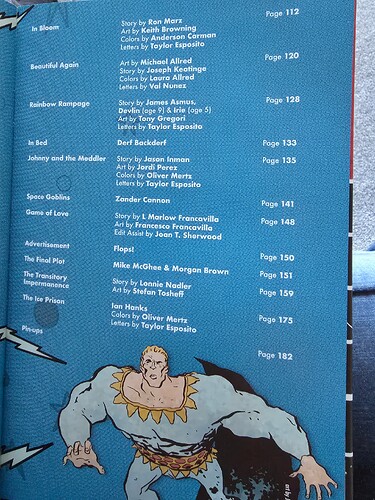 In Bloom Story by Ron Marz Page 112
Art by Keith Browning
Colors by Anderson Carman
Letters by Taylor Esposito
Beautiful Again Art by Michael Allred Page 120
Story by Joseph Keatinge
Colors by Laura Allred
Letters by Val Nunez
Rainbow Rampage Story by James Asmus, Page 128
Devlin (age 9) & Irie (age 5)
Art by Tony Gregori
Letters by Taylor Esposito
In Bed Derf Backderf Page 133
Johnny and the Meddler Story by Jason Inman Page 135
Art by Jordi Perez
Colors by Oliver Mertz
Letters by Taylor Esposito
Space Goblins Zander Cannon Page 141
Game of Love Story by L Marlow Francavilla Page 148
Art by Francesco Francavilla
Edit Assist by Joan T. Sherwood
Advertisement Flops! Page 150
The Final Plot Mike McGhee & Morgan Brown Page 151
The Transitory Story by Lonnie Nadler Page 159
Impermanence Art by Stefan Tosheff
The Ice Prison Ian Hanks Page 175
Colors by Oliver Mertz
Letters by Taylor Esposito
Pin-ups Page 182
art by